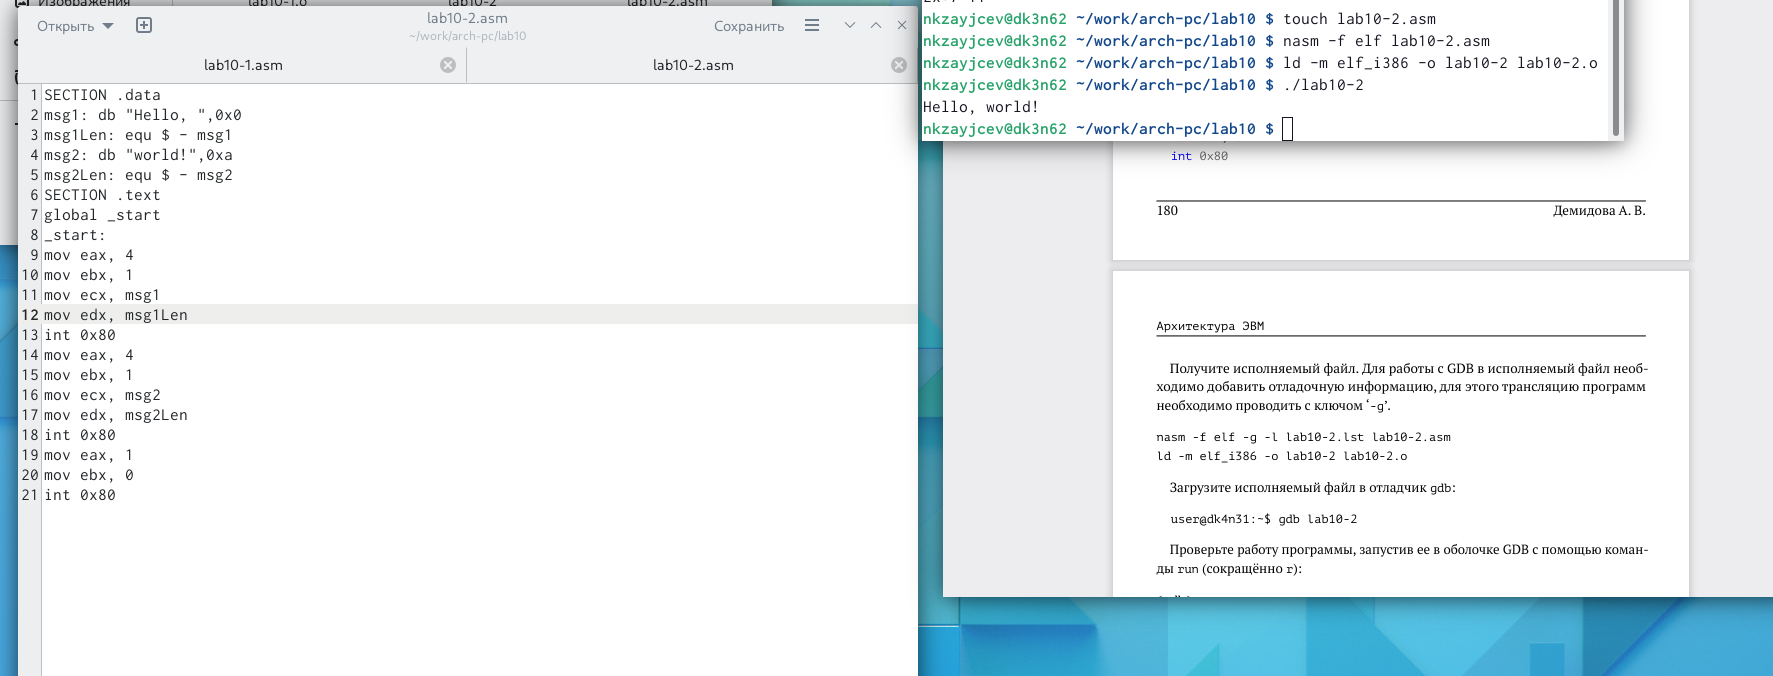 Изображения
lab10-1.o
lab10-2
lab10-2.asm
Открыть
lab10-2.asm
~/work/arch-pc/lab10
Сохранить
lab10-1.asm
lab10-2.asm
1 SECTION .data
2 msg1: db "Hello, ",0x0
3 msg1Len: equ $ - msg1
4 msg2: db "world!",0xa
5 msg2Len: equ $ - msg2
6 SECTION .text
7 global _start
8 _start:
9 mov eax, 4
10 mov ebx, 1
11 mov ecx, msg1
12 mov edx, msg1Len
13 int 0x80
14 mov eax, 4
15 mov ebx, 1
16 mov ecx, msg2
17 mov edx, msg2Len
18 int 0x80
19 mov eax, 1
20 mov ebx, 0
21 int 0x80
nkzayjcev@dk3n62 ~/work/arch-pc/lab10 $ touch lab10-2.asm
nkzayjcev@dk3n62 ~/work/arch-pc/lab10 $ nasm -f elf lab10-2.asm
nkzayjcev@dk3n62 ~/work/arch-pc/lab10 $ ld -m elf_i386 -o lab10-2 lab10-2.o
nkzayjcev@dk3n62 ~/work/arch-pc/lab10 $ ./lab10-2
Hello, world!
nkzayjcev@dk3n62 ~/work/arch-pc/lab10 $
int 0x80
180 Демидова А. В.
Архитектура ЭВМ
Получите исполняемый файл. Для работы с GDB в исполняемый файл необ-
ходимо добавить отладочную информацию, для этого трансляцию программ
необходимо проводить с ключом ‘-g’.
nasm -f elf -g -l lab10-2.lst lab10-2.asm
ld -m elf_i386 -o lab10-2 lab10-2.o
Загрузите исполняемый файл в отладчик gdb:
user@dk4n31:~$ gdb lab10-2
Проверьте работу программы, запустив ее в оболочке GDB с помощью коман-
ды run (сокращённо r):